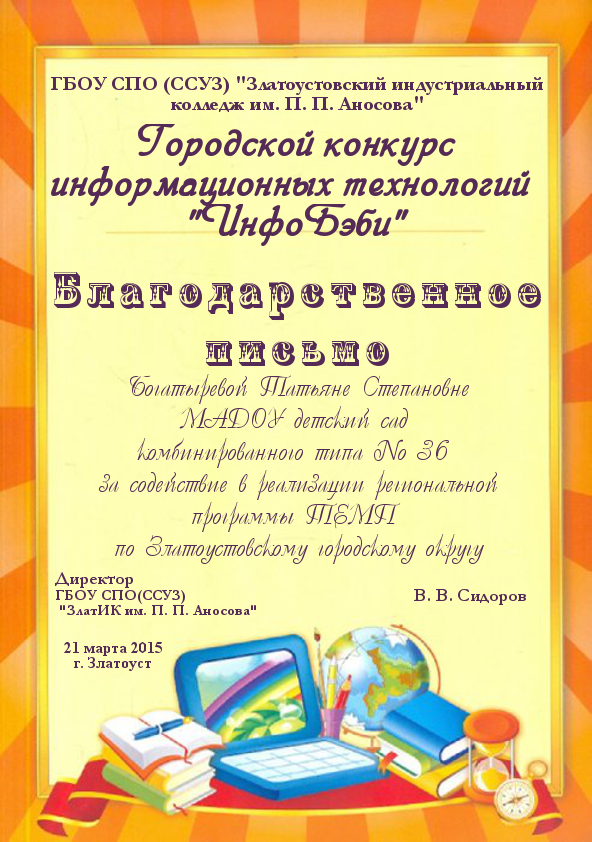 ГБОУ СПО (ССУЗ) "Златоустовский индустриальный
колледж им. П. П. Аносова"
Городской конкурс
информационных технологий
"ИнфоБэби"
Благодарственное
письмо
Богатыревой Татьяне Степановне
МАДОУ детский сад
комбинированного типа № 36
за содействие в реализации региональной
программы ТЕМП
по Златоустовскому городскому округу
Директор
ГБОУ СПО(ССУЗ) В. В. Сидоров
"ЗлатИК им. П. П. Аносова"
21 марта 2015
г. Златоуст